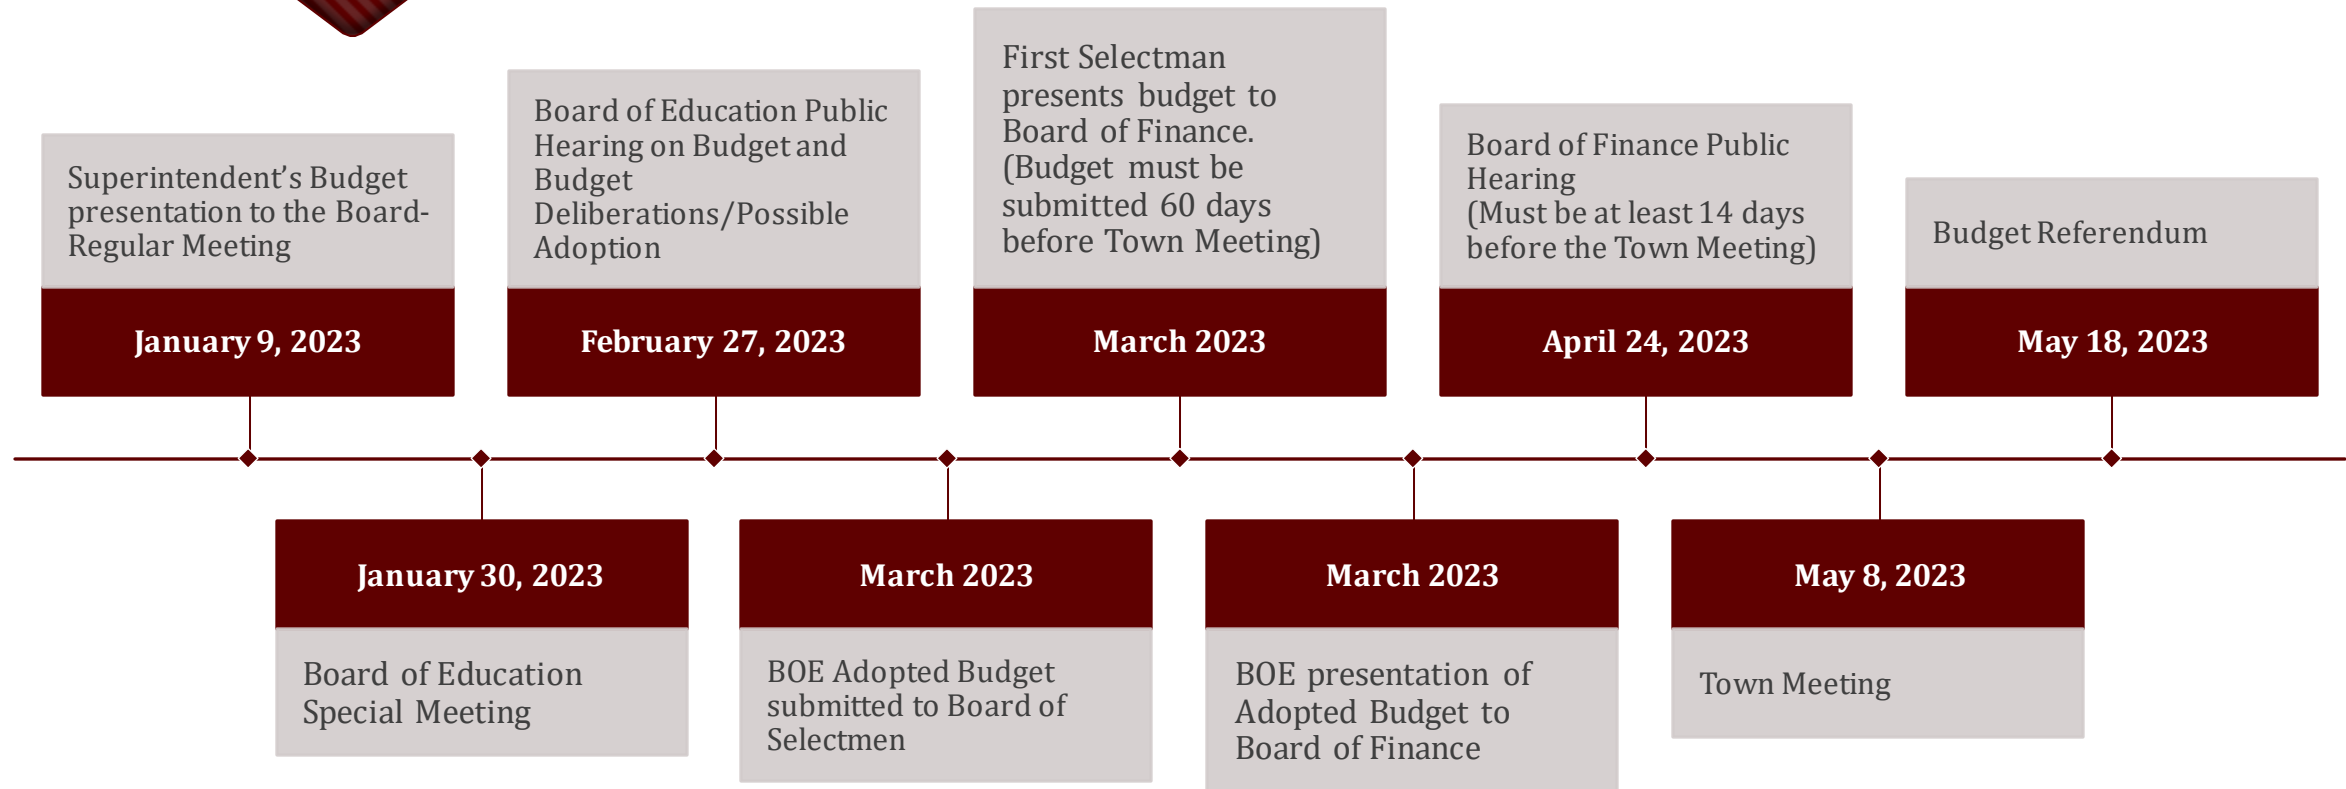 Superintendent’s Budget
presentation to the Board-
Regular Meeting
January 9, 2023
January 30, 2023
Board of Education
Special Meeting
Board of Education Public
Hearing on Budget and
Budget
Deliberations/Possible
Adoption
February 27, 2023
March 2023
BOE Adopted Budget
submitted to Board of
Selectmen
First Selectman
presents budget to
Board of Finance.
(Budget must be
submitted 60 days
before Town Meeting)
March 2023
March 2023
BOE presentation of
Adopted Budget to
Board of Finance
Board of Finance Public
Hearing
(Must be at least 14 days
before the Town Meeting)
April 24, 2023
May 8, 2023
Town Meeting
Budget Referendum
May 18, 2023